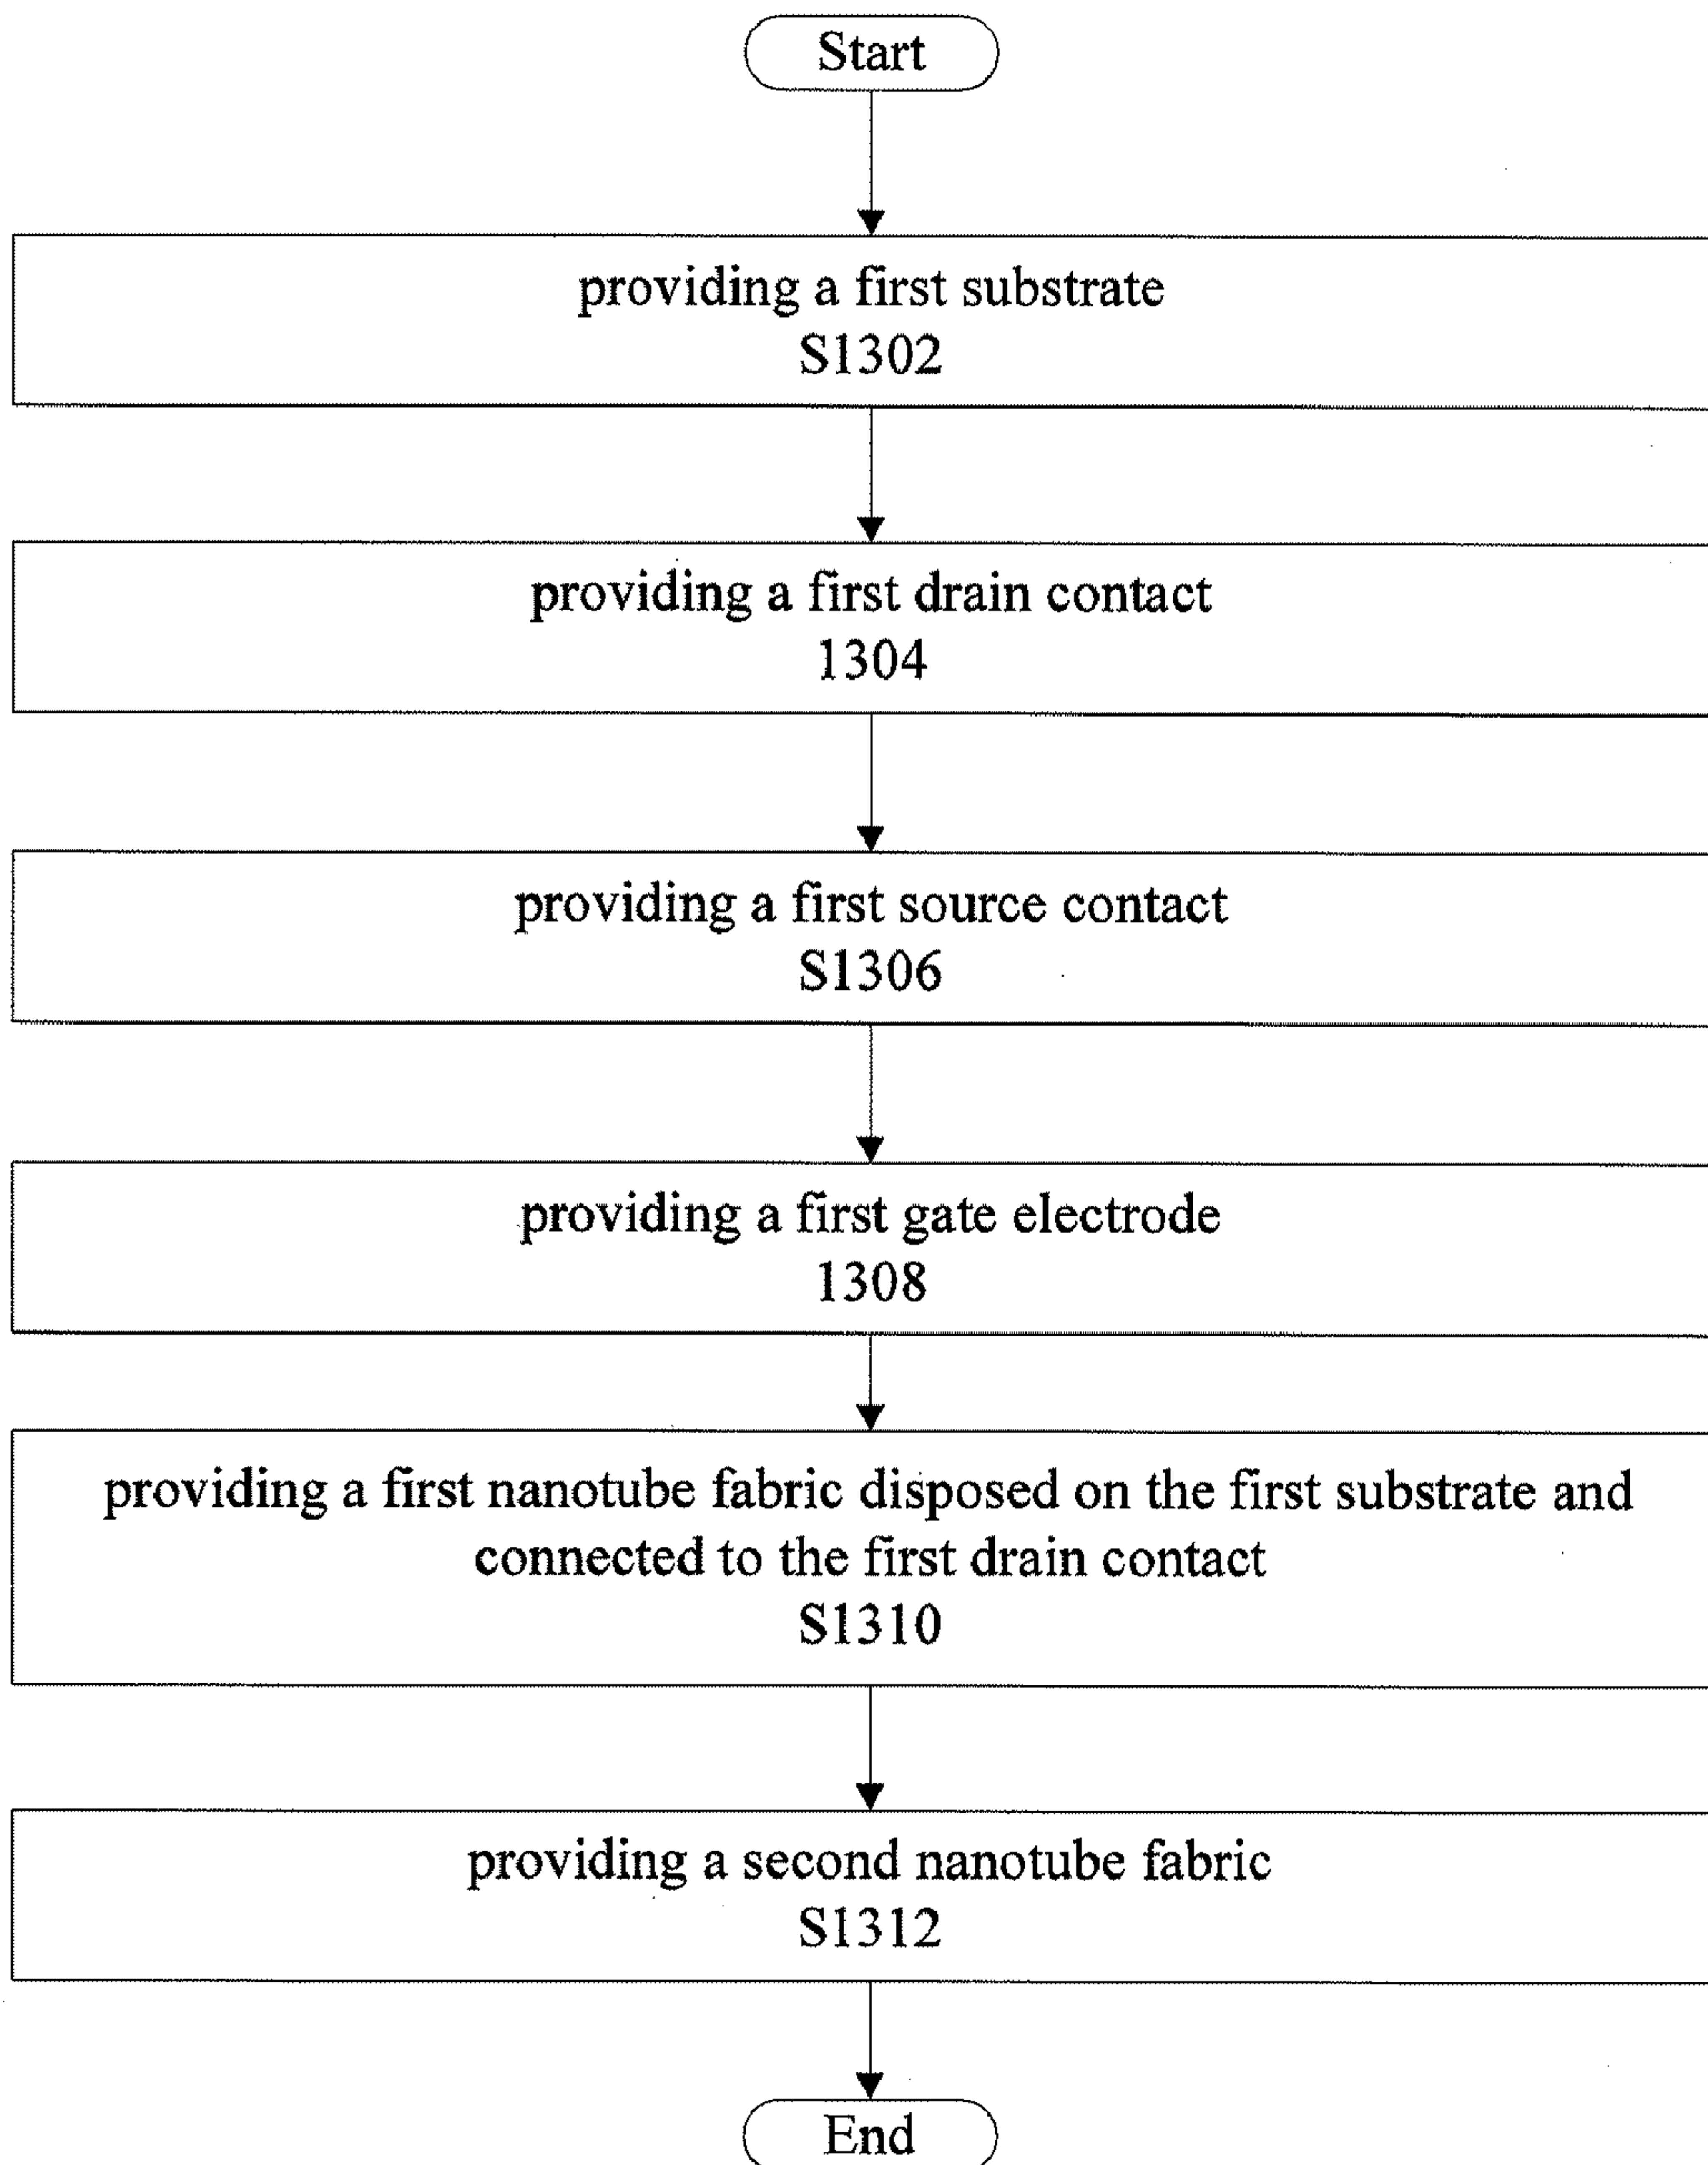 Start
providing a first substrate
S1302
providing a first drain contact
1304
providing a first source contact
S1306
providing a first gate electrode
1308
providing a first nanotube fabric disposed on the first substrate and
connected to the first drain contact
S1310
providing a second nanotube fabric
S1312
End